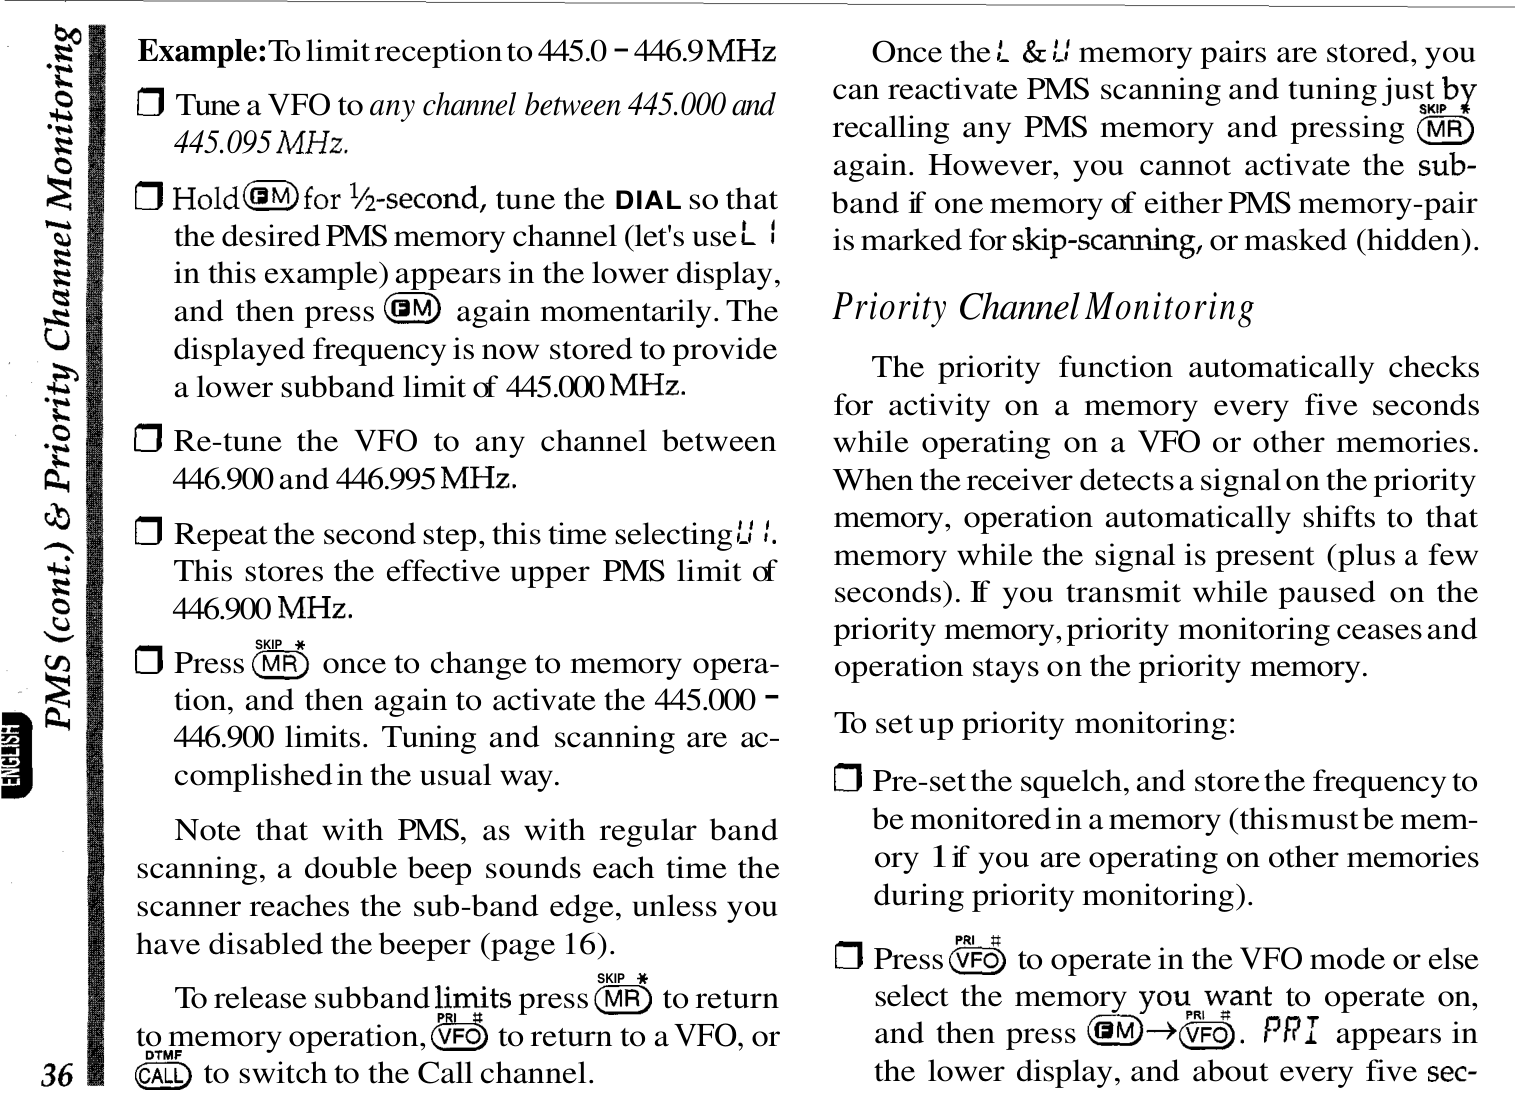 PMS (cont.) & Priority Channel Monitoring
ENGLISH
36
Example: To limit reception to 445.0 – 446.9 MHz
❒ Tune a VFO to any channel between 445.000 and
445.095 MHz.
❒ Hold FM for ½-second, tune the DIAL so that
the desired PMS memory channel (let's use L 1
in this example) appears in the lower display,
and then press FM again momentarily. The
displayed frequency is now stored to provide
a lower subband limit of 445.000 MHz.
❒ Re-tune the VFO to any channel between
446.900 and 446.995 MHz.
❒ Repeat the second step, this time selecting U 1.
This stores the effective upper PMS limit of
446.900 MHz.
SKIP *
❒ Press MR once to change to memory opera-
tion, and then again to activate the 445.000 –
446.900 limits. Tuning and scanning are ac-
complished in the usual way.
Note that with PMS, as with regular band
scanning, a double beep sounds each time the
scanner reaches the sub-band edge, unless you
have disabled the beeper (page 16).
SKIP *
To release subband limits press MR to return
PRI #
to memory operation, VFO to return to a VFO, or
DTMF
CALL to switch to the Call channel.
Once the L & U memory pairs are stored, you
can reactivate PMS scanning and tuning just by
SKIP *
recalling any PMS memory and pressing MR
again. However, you cannot activate the sub-
band if one memory of either PMS memory-pair
is marked for skip-scanning, or masked (hidden).
Priority Channel Monitoring
The priority function automatically checks
for activity on a memory every five seconds
while operating on a VFO or other memories.
When the receiver detects a signal on the priority
memory, operation automatically shifts to that
memory while the signal is present (plus a few
seconds). If you transmit while paused on the
priority memory, priority monitoring ceases and
operation stays on the priority memory.
To set up priority monitoring:
❒ Pre-set the squelch, and store the frequency to
be monitored in a memory (this must be mem-
ory 1 if you are operating on other memories
during priority monitoring).
PRI #
❒ Press VFO to operate in the VFO mode or else
select the memory you want to operate on,
PRI #
and then press FM→VFO. PRI appears in
the lower display, and about every five sec-